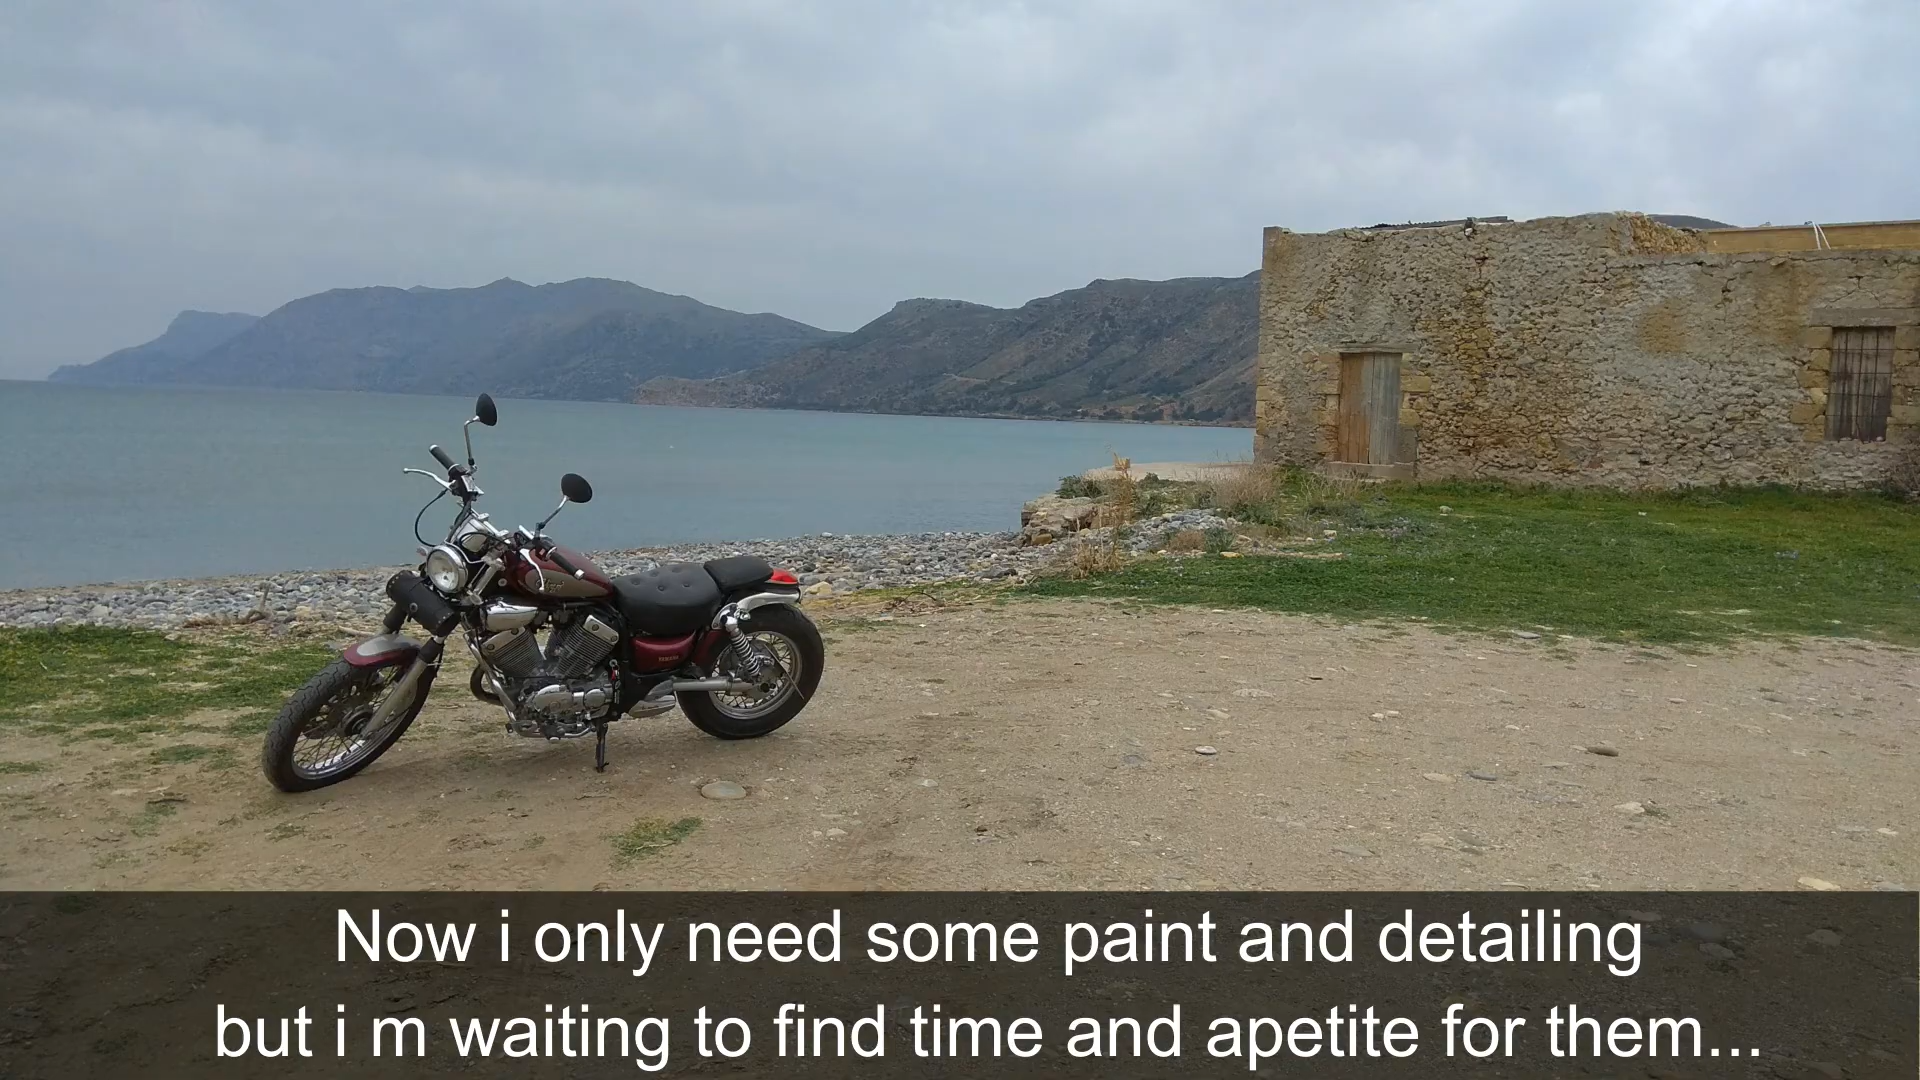 Now i only need some paint and detailing
but i m waiting to find time and apetite for them...